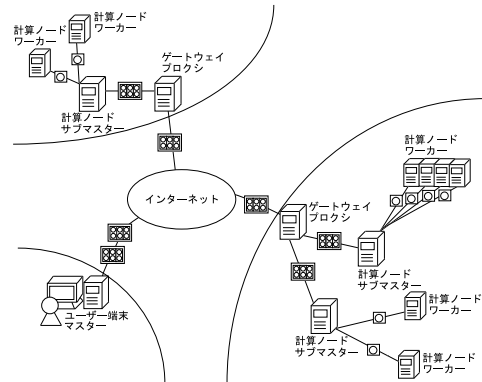 計算ノード
ワーカー
計算ノード
ワーカー
ゲートウェイ
プロクシ
計算ノード
サブマスター
インターネット
計算ノード
ワーカー
ゲートウェイ
プロクシ
計算ノード
サブマスター
ユーザー端末
マスター
計算ノード
サブマスター
計算ノード
ワーカー
計算ノード
ワーカー